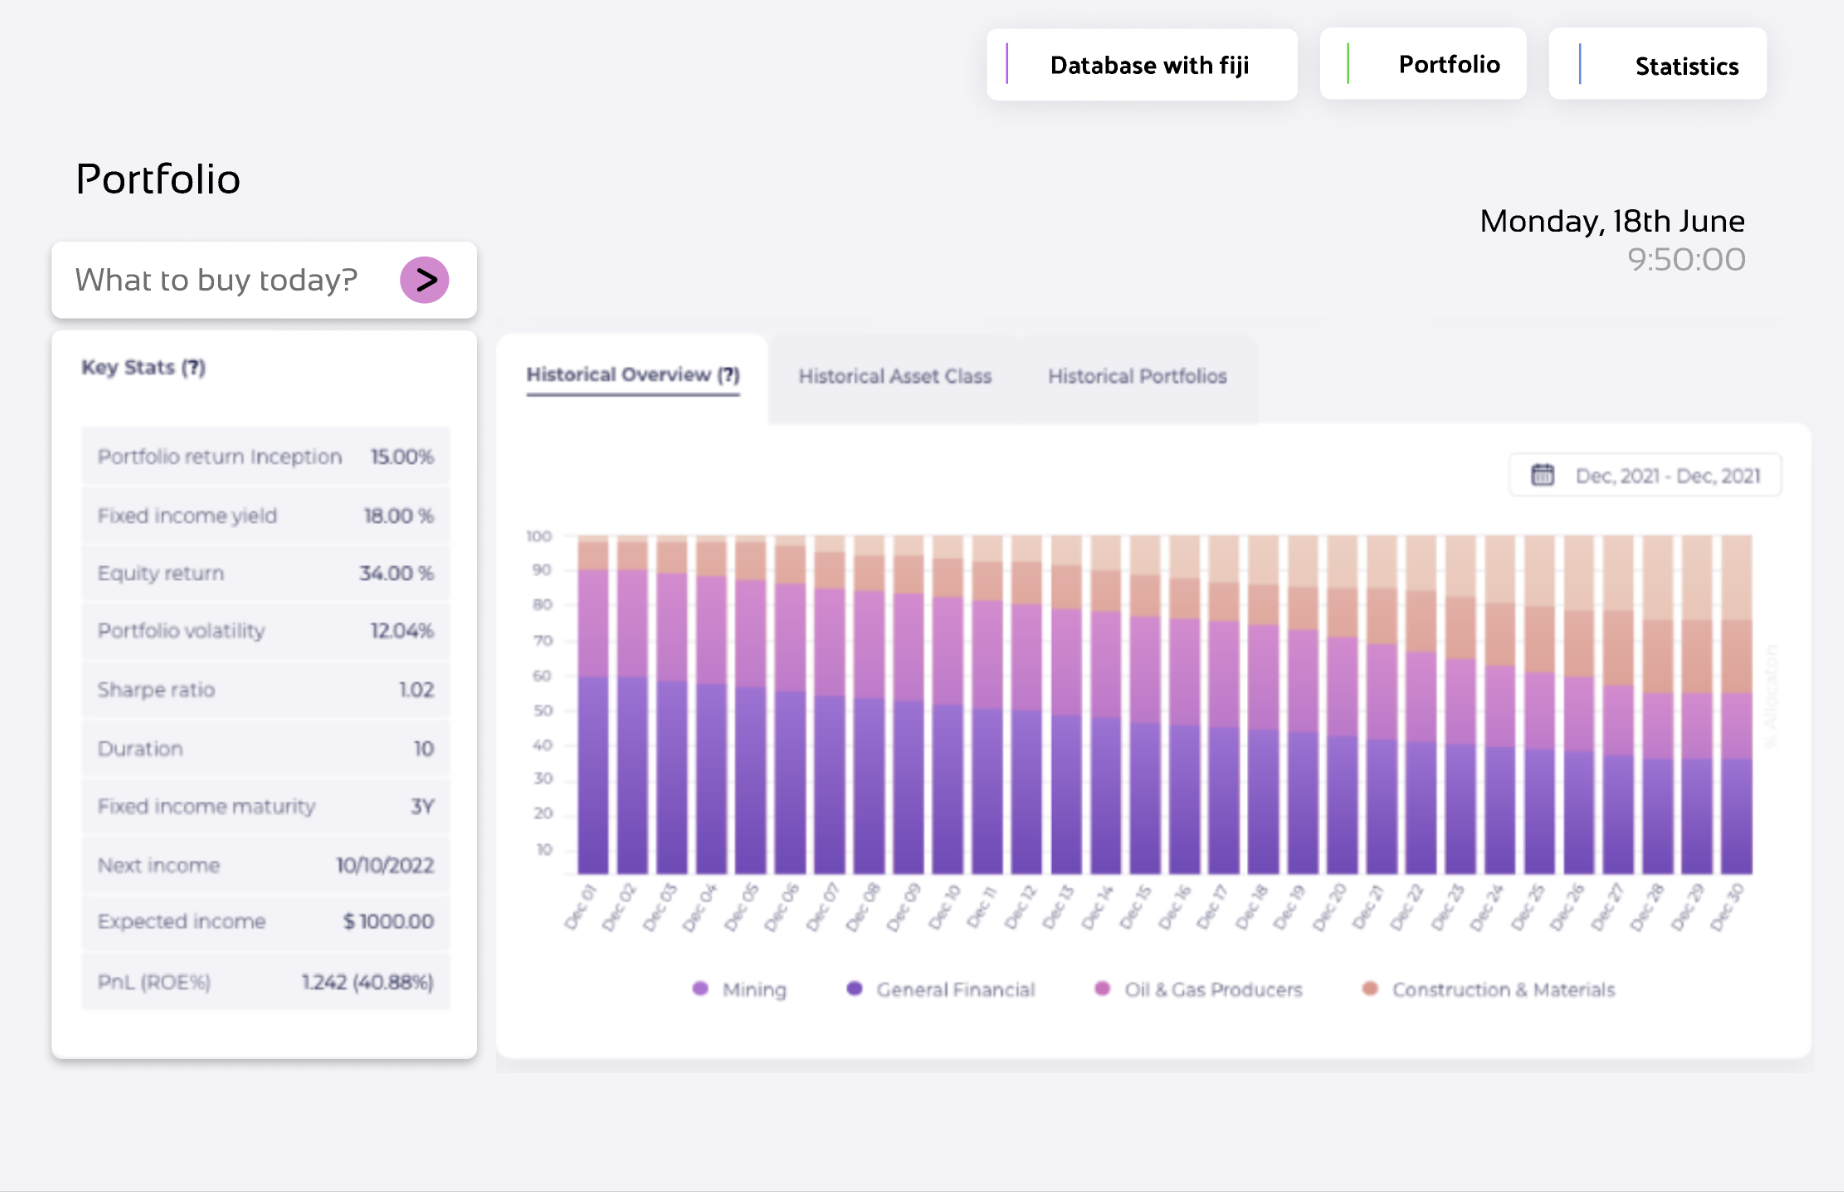 Database with fiji
Portfolio
Statistics
Portfolio
Monday, 18th June
9:50:00
What to buy today?
>
Key Stats (?)
Portfolio return Inception 15.00%
Fixed income yield 18.00 %
Equity return 34.00 %
Portfolio volatility 12.04%
Sharpe ratio 1.02
Duration 10
Fixed income maturity 3Y
Next income 10/10/2022
Expected income $ 1000.00
PnL (ROE%) 1.242 (40.88%)
Historical Overview (?)
Historical Asset Class
Historical Portfolios
Dec, 2021 - Dec, 2021
100
90
80
70
60
50
40
30
20
10
% Allocaton
Dec 01
Dec 02
Dec 03
Dec 04
Dec 05
Dec 06
Dec 07
Dec 08
Dec 09
Dec 10
Dec 11
Dec 12
Dec 13
Dec 14
Dec 15
Dec 16
Dec 17
Dec 18
Dec 19
Dec 20
Dec 21
Dec 22
Dec 23
Dec 24
Dec 25
Dec 26
Dec 27
Dec 28
Dec 29
Dec 30
Mining
General Financial
Oil & Gas Producers
Construction & Materials